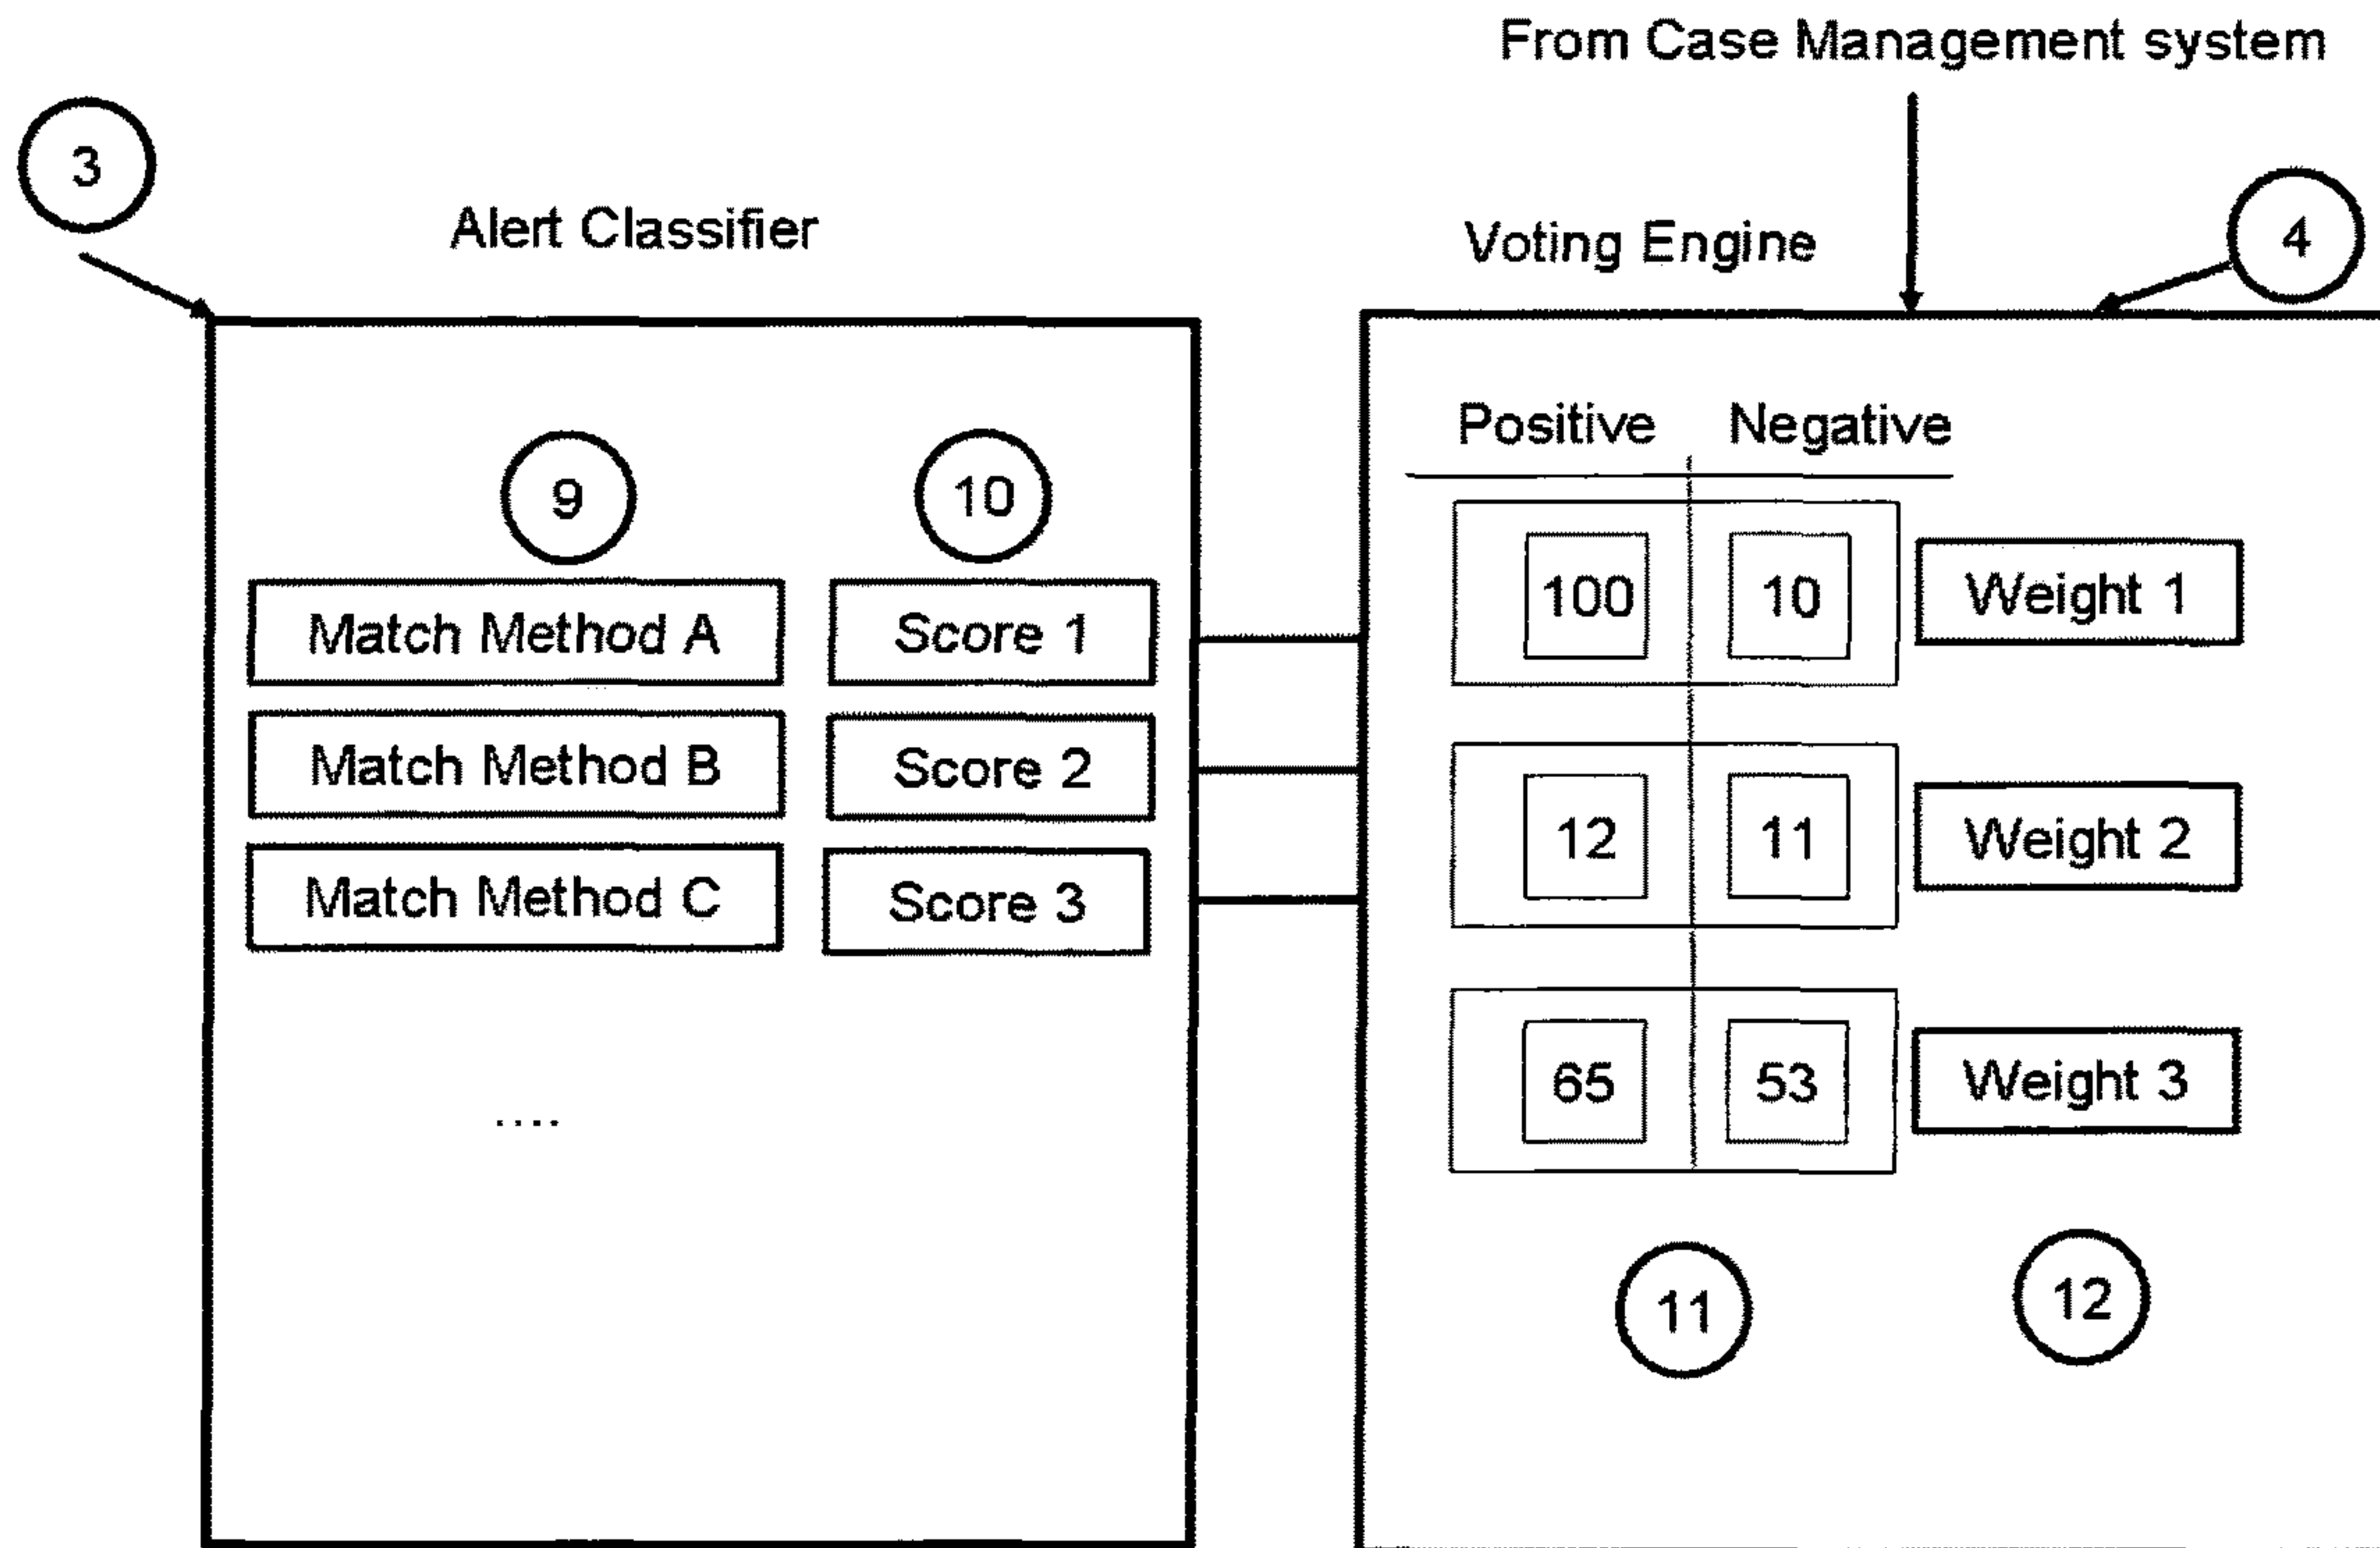 From Case Management system
3
Alert Classifier
Voting Engine
4
9
10
Match Method A
Score 1
Match Method B
Score 2
Match Method C
Score 3
....
Positive Negative
100 10 Weight 1
12 11 Weight 2
65 53 Weight 3
11
12